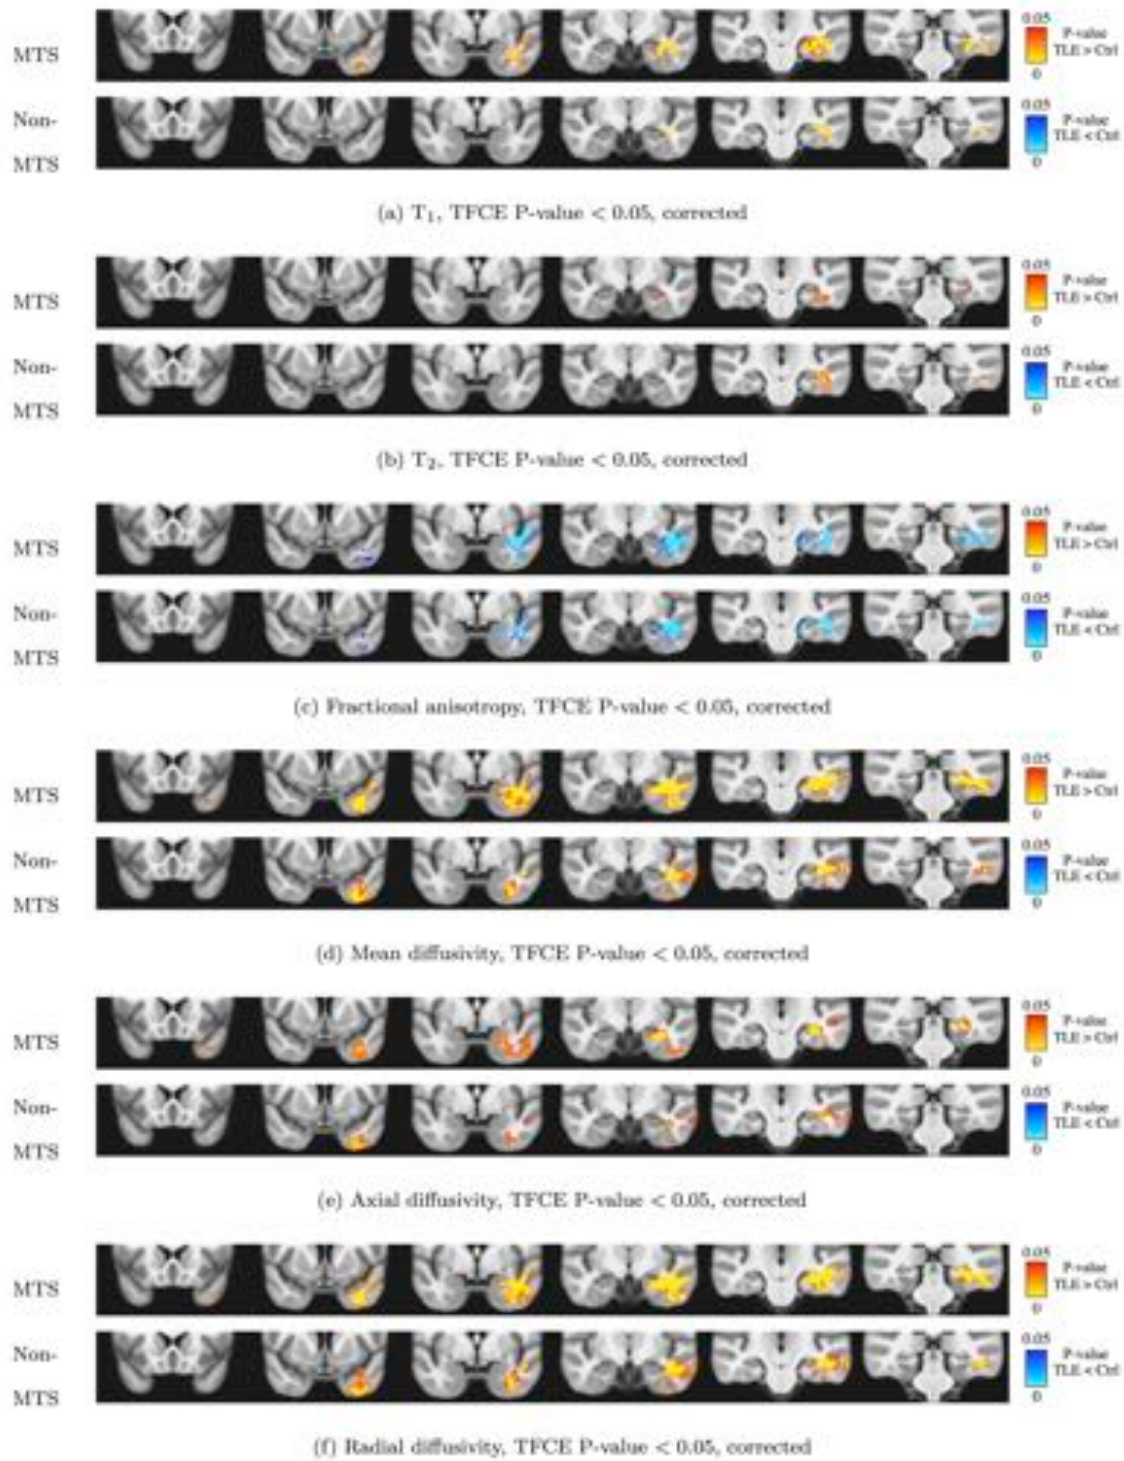 MTS
0.05
P-value
TLE > Ctrl
0
Non-
MTS
0.05
P-value
TLE < Ctrl
0
(a) T₁, TFCE P-value < 0.05, corrected
MTS
0.05
P-value
TLE > Ctrl
0
Non-
MTS
0.05
P-value
TLE < Ctrl
0
(b) T₂, TFCE P-value < 0.05, corrected
MTS
0.05
P-value
TLE > Ctrl
0
Non-
MTS
0.05
P-value
TLE < Ctrl
0
(c) Fractional anisotropy, TFCE P-value < 0.05, corrected
MTS
0.05
P-value
TLE > Ctrl
0
Non-
MTS
0.05
P-value
TLE < Ctrl
0
(d) Mean diffusivity, TFCE P-value < 0.05, corrected
MTS
0.05
P-value
TLE > Ctrl
0
Non-
MTS
0.05
P-value
TLE < Ctrl
0
(e) Axial diffusivity, TFCE P-value < 0.05, corrected
MTS
0.05
P-value
TLE > Ctrl
0
Non-
MTS
0.05
P-value
TLE < Ctrl
0
(f) Radial diffusivity, TFCE P-value < 0.05, corrected